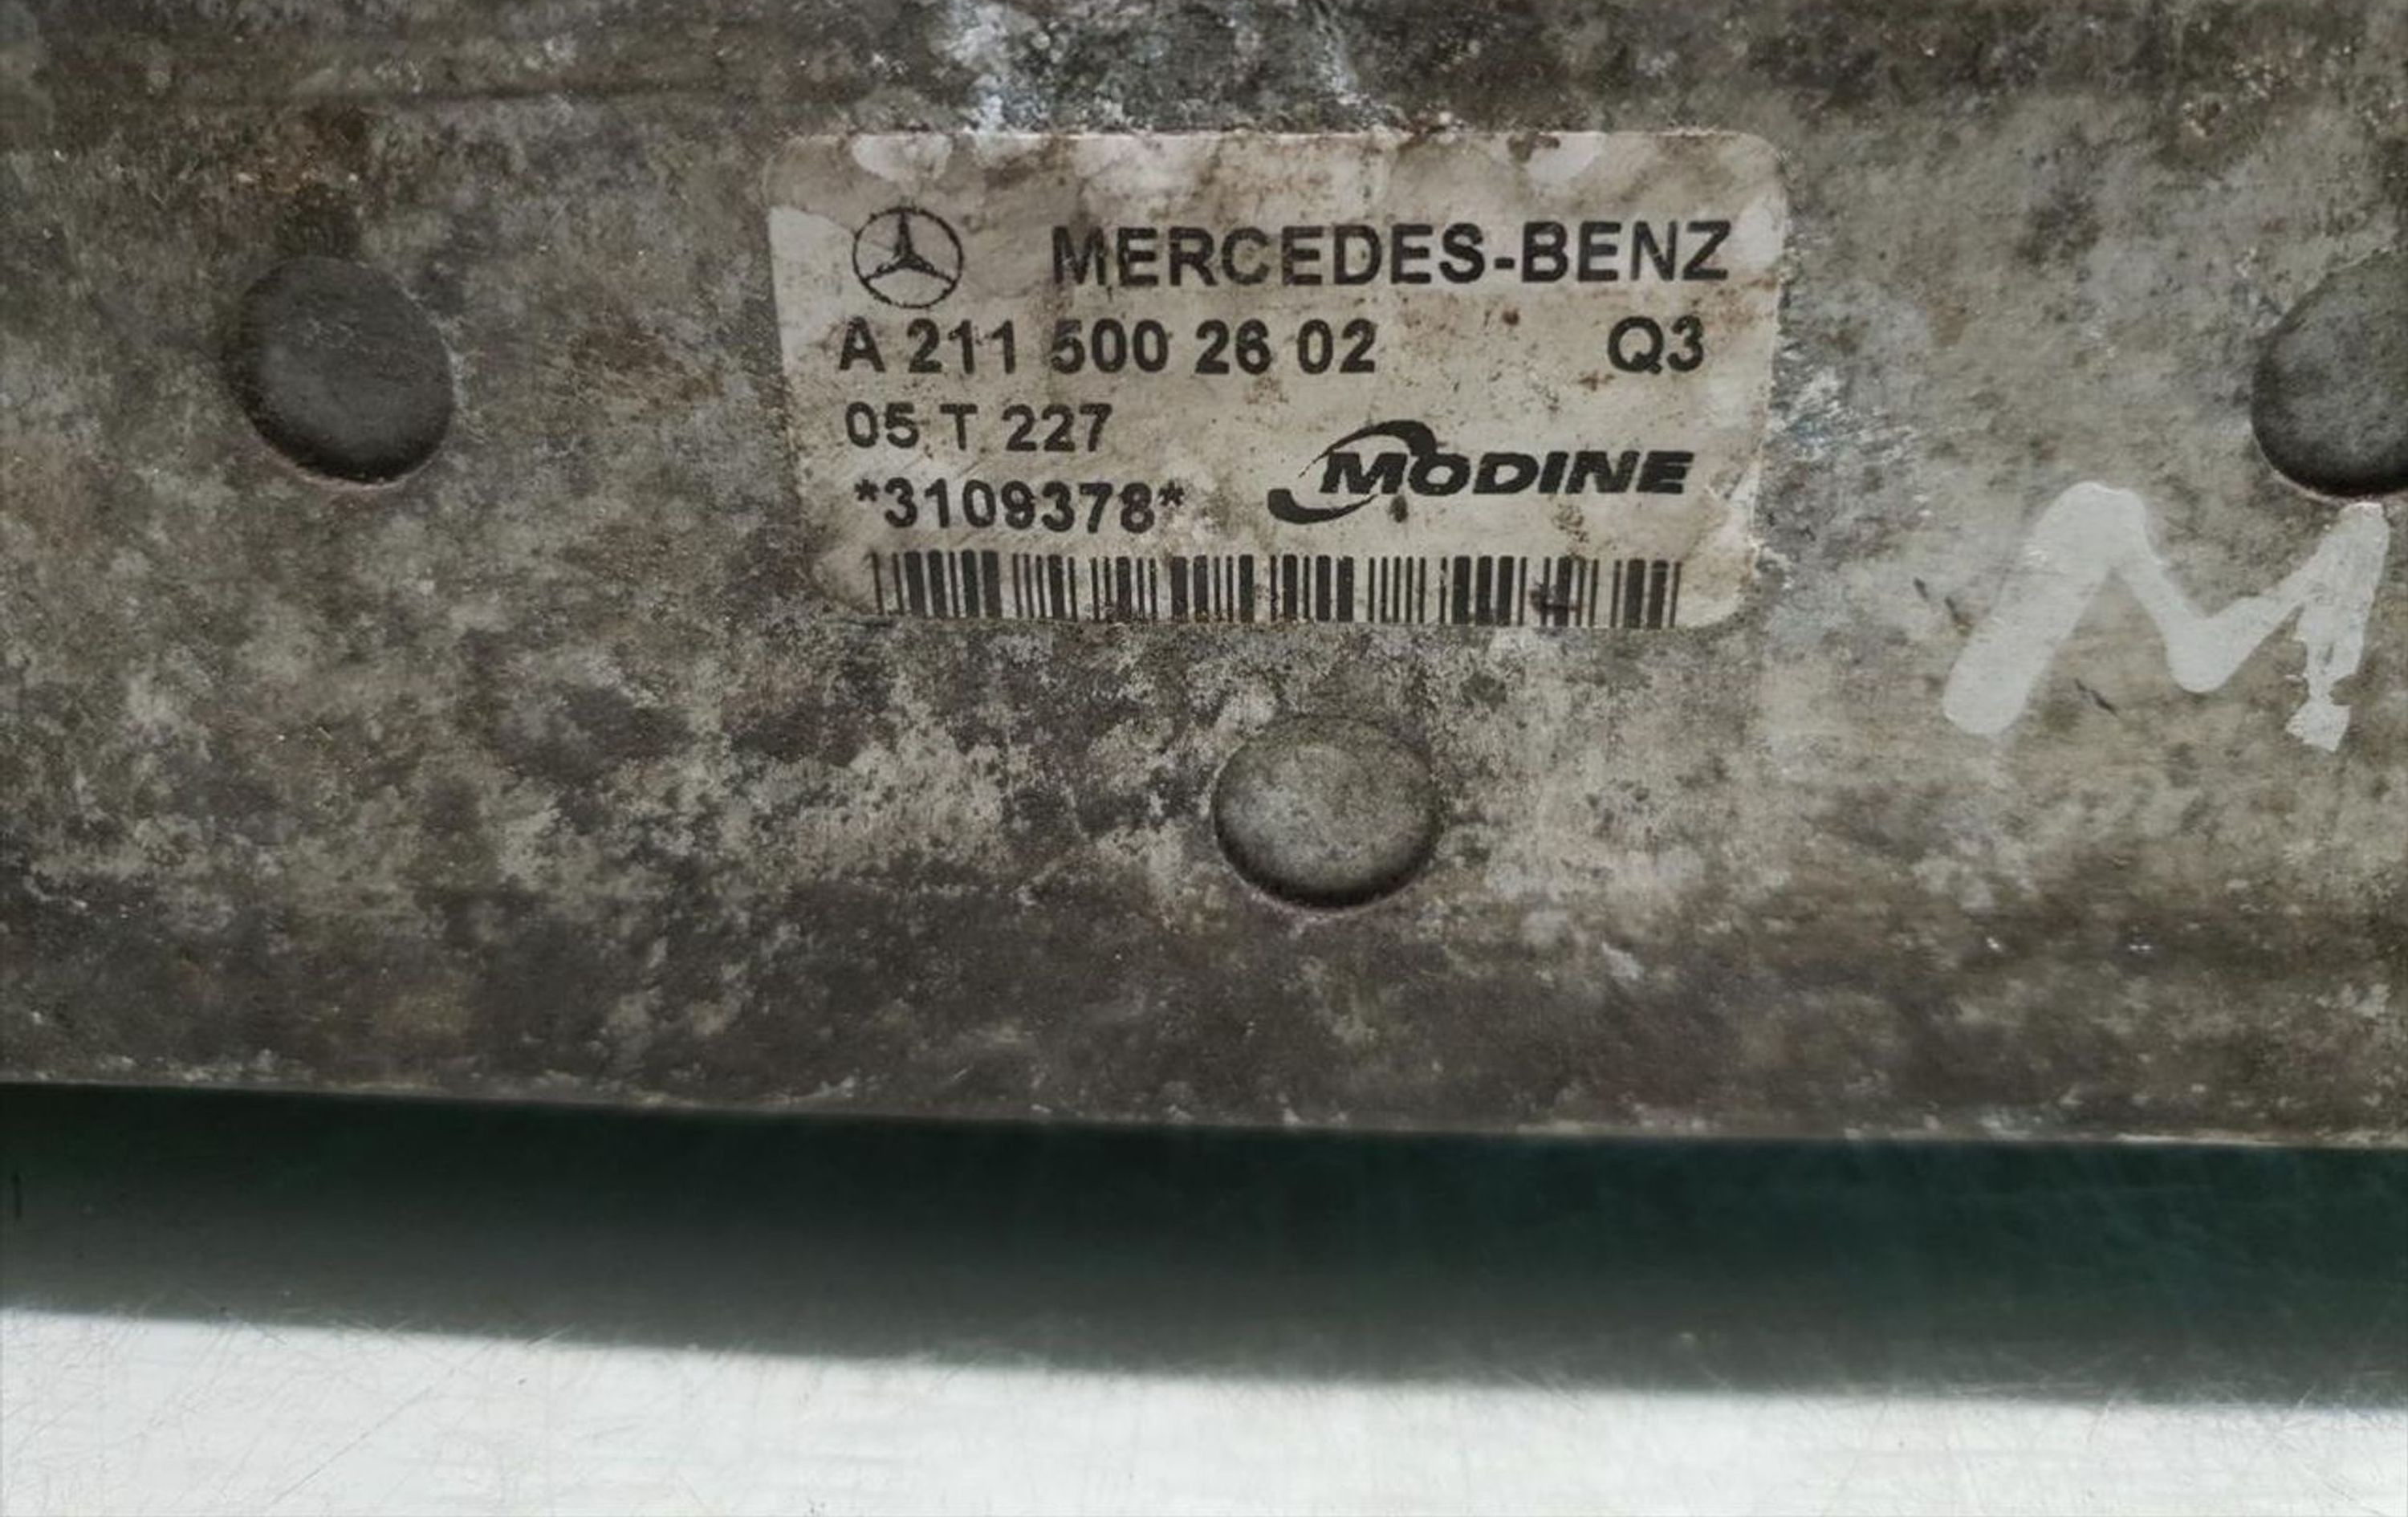 MERCEDES-BENZ
A 211 500 26 02 Q3
05 T 227
MODINE
*3109378*
M